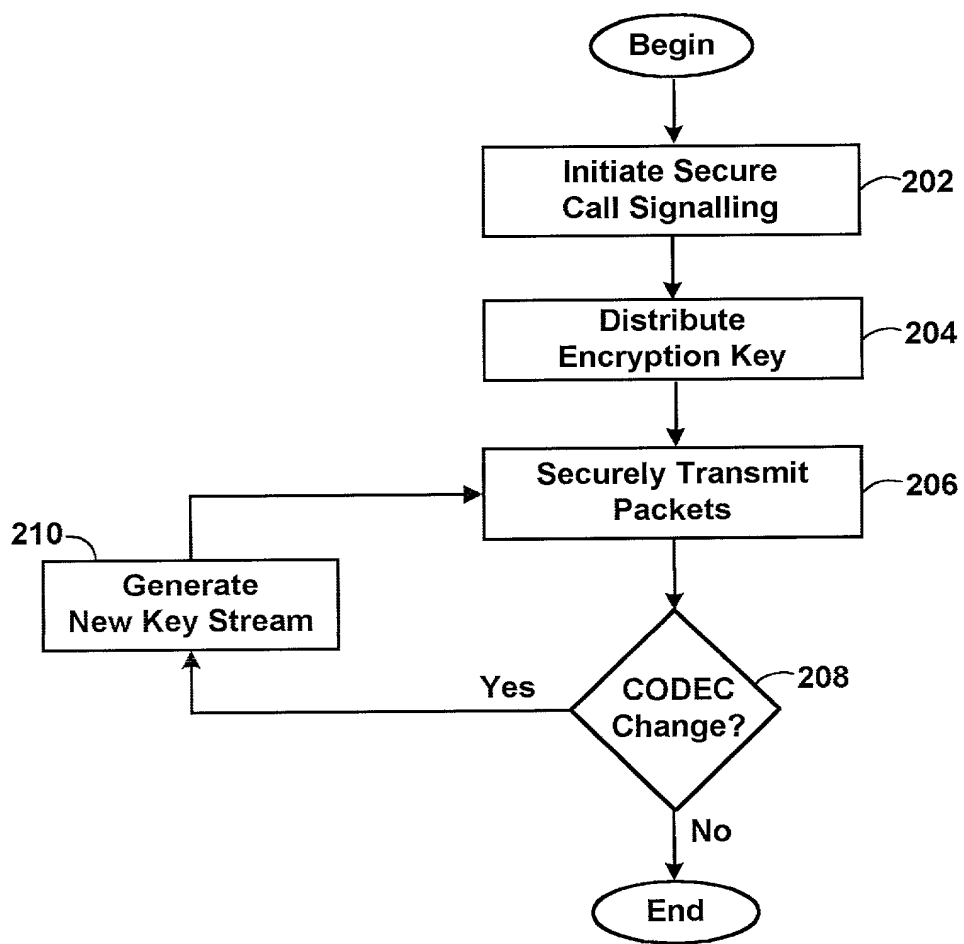 Begin
Initiate Secure
Call Signalling
202
Distribute
Encryption Key
204
Securely Transmit
Packets
206
210
Generate
New Key Stream
Yes
CODEC
Change?
208
No
End